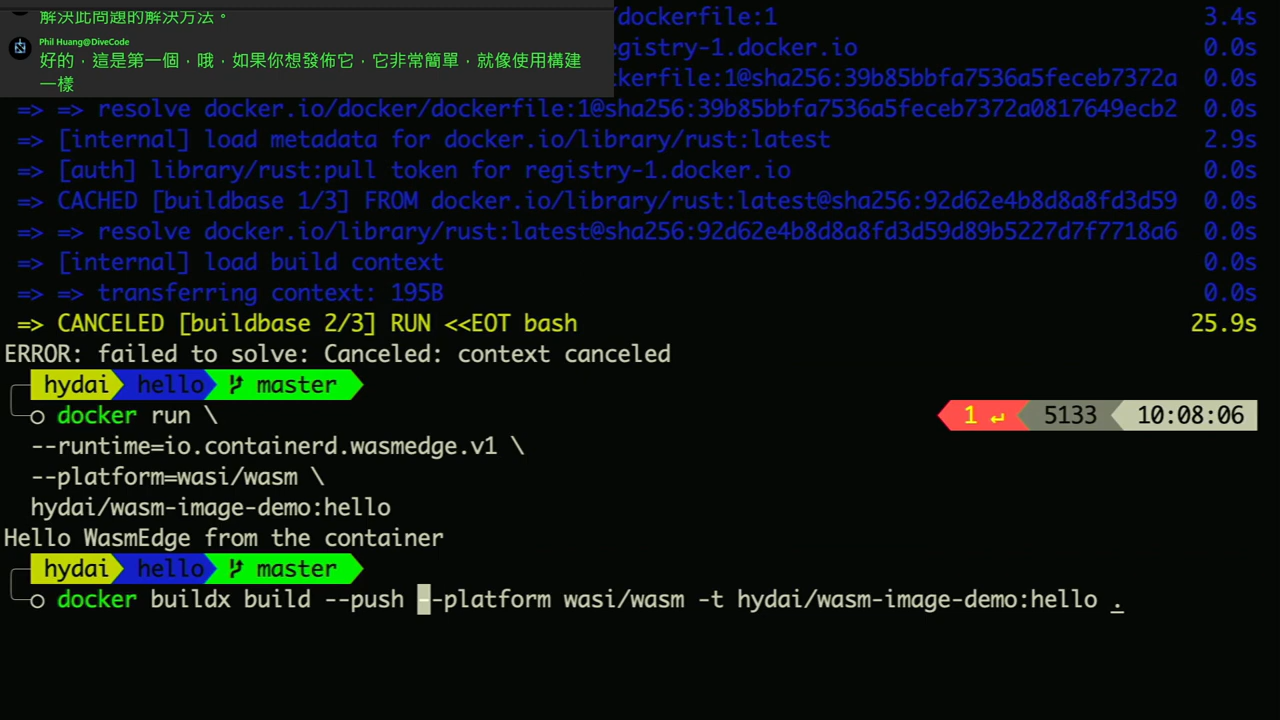 解決此問題的解決方法。
Phil Huang@DiveCode
好的，這是第一個，哦，如果你想發佈它，它非常簡單，就像使用構建
一樣
dockerfile:1 3.4s
egistry-1.docker.io 0.0s
ckerfile:1@sha256:39b85bbfa7536a5feceb7372a 0.0s
=> => resolve docker.io/docker/dockerfile:1@sha256:39b85bbfa7536a5feceb7372a0817649ecb2 0.0s
=> [internal] load metadata for docker.io/library/rust:latest 2.9s
=> [auth] library/rust:pull token for registry-1.docker.io 0.0s
=> CACHED [buildbase 1/3] FROM docker.io/library/rust:latest@sha256:92d62e4b8d8a8fd3d59 0.0s
=> => resolve docker.io/library/rust:latest@sha256:92d62e4b8d8a8fd3d59d89b5227d7f7718a6 0.0s
=> [internal] load build context 0.0s
=> => transferring context: 195B 0.0s
=> CANCELED [buildbase 2/3] RUN <<EOT bash 25.9s
ERROR: failed to solve: Canceled: context canceled
hydai hello master
docker run \ 1 ↵ 5133 10:08:06
--runtime=io.containerd.wasmedge.v1 \
--platform=wasi/wasm \
hydai/wasm-image-demo:hello
Hello WasmEdge from the container
hydai hello master
docker buildx build --push --platform wasi/wasm -t hydai/wasm-image-demo:hello .